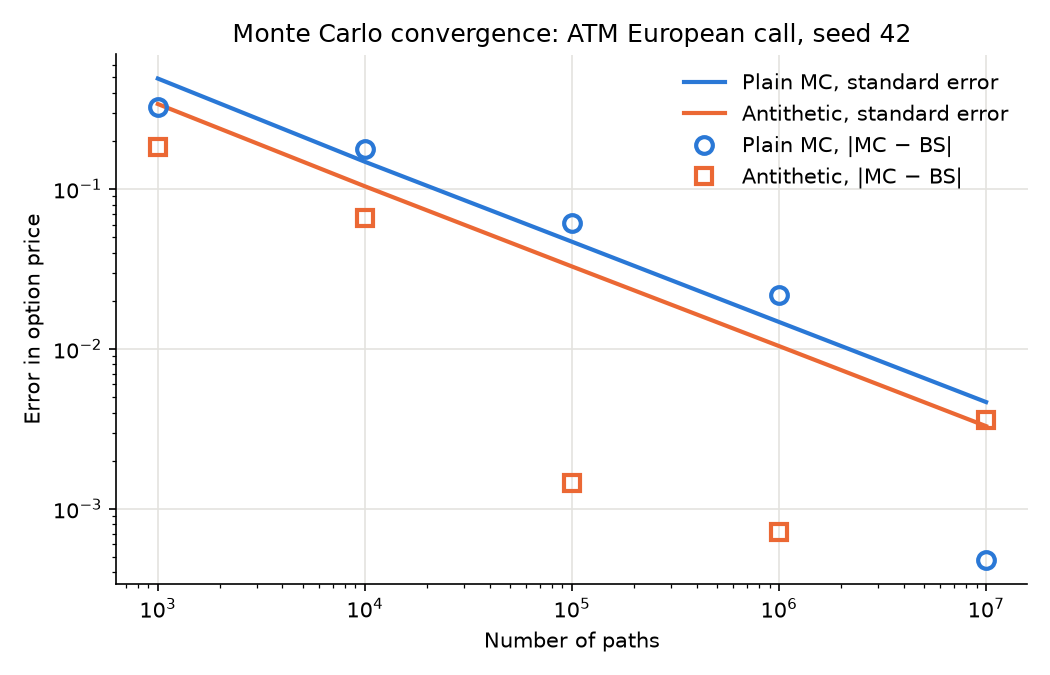 Monte Carlo convergence: ATM European call, seed 42
Plain MC, standard error
Antithetic, standard error
Plain MC, |MC − BS|
Antithetic, |MC − BS|
Error in option price
10⁻¹
10⁻²
10⁻³
10³ 10⁴ 10⁵ 10⁶ 10⁷
Number of paths